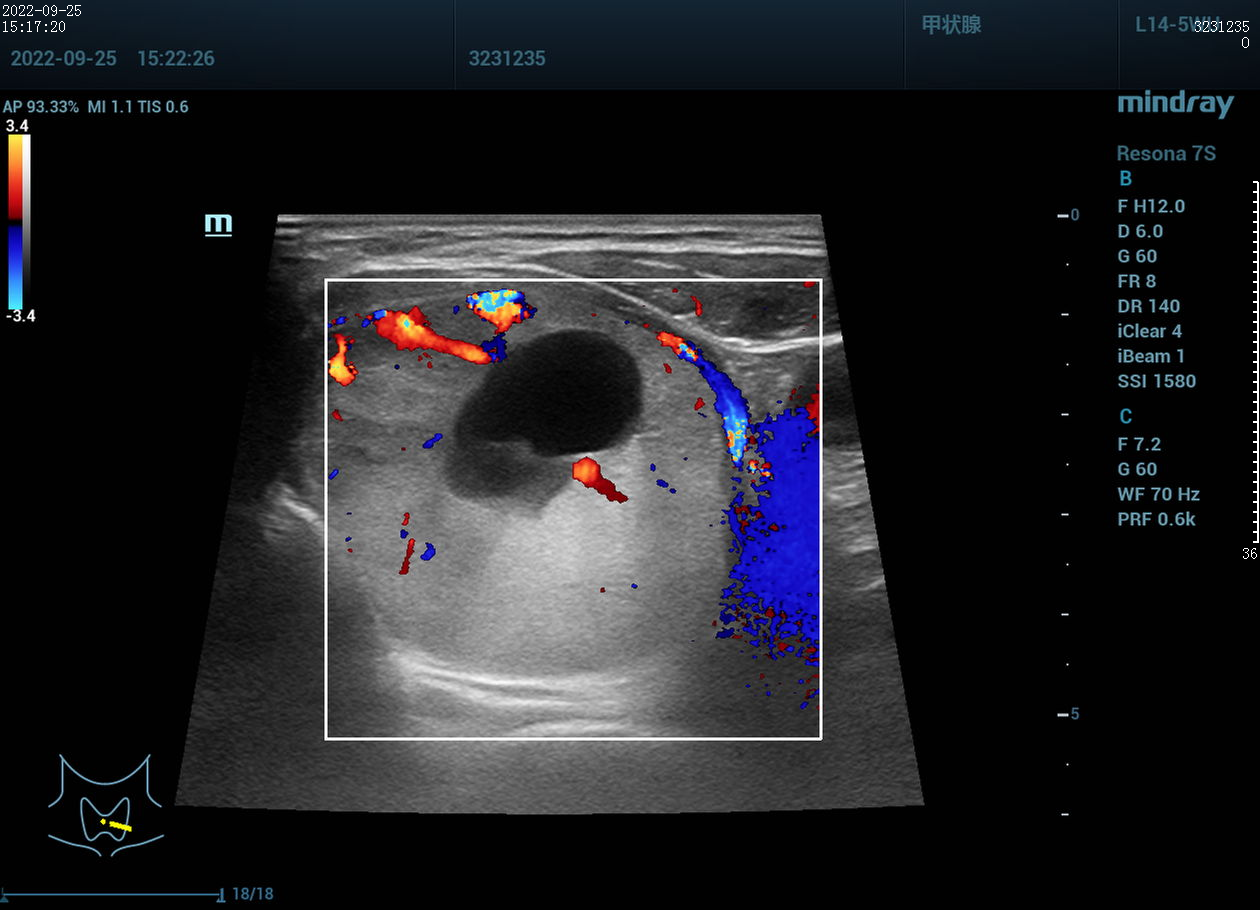 2022-09-25
15:17:20
2022-09-25 15:22:26
3231235
甲状腺
L14-5WU
3231235
0
AP 93.33% MI 1.1 TIS 0.6
3.4
-3.4
m
mindray
Resona 7S
B
F H12.0
D 6.0
G 60
FR 8
DR 140
iClear 4
iBeam 1
SSI 1580
C
F 7.2
G 60
WF 70 Hz
PRF 0.6k
0
5
36
18/18